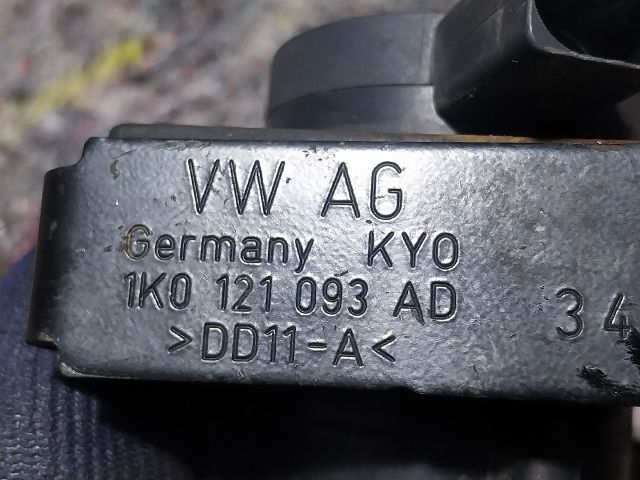 VW AG
Germany KYO
1K0 121 093 AD
>DD11-A<
34